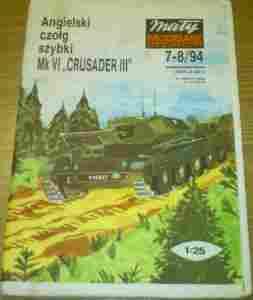 Angielski
czołg
szybki
Mk VI „CRUSADER III"
Mały
MODELARZ
7-8/94
1:25